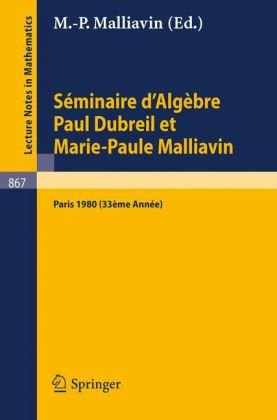 M.-P. Malliavin (Ed.)
Lecture Notes in Mathematics
867
Séminaire d'Algèbre
Paul Dubreil et
Marie-Paule Malliavin
Paris 1980 (33ème Année)
Springer